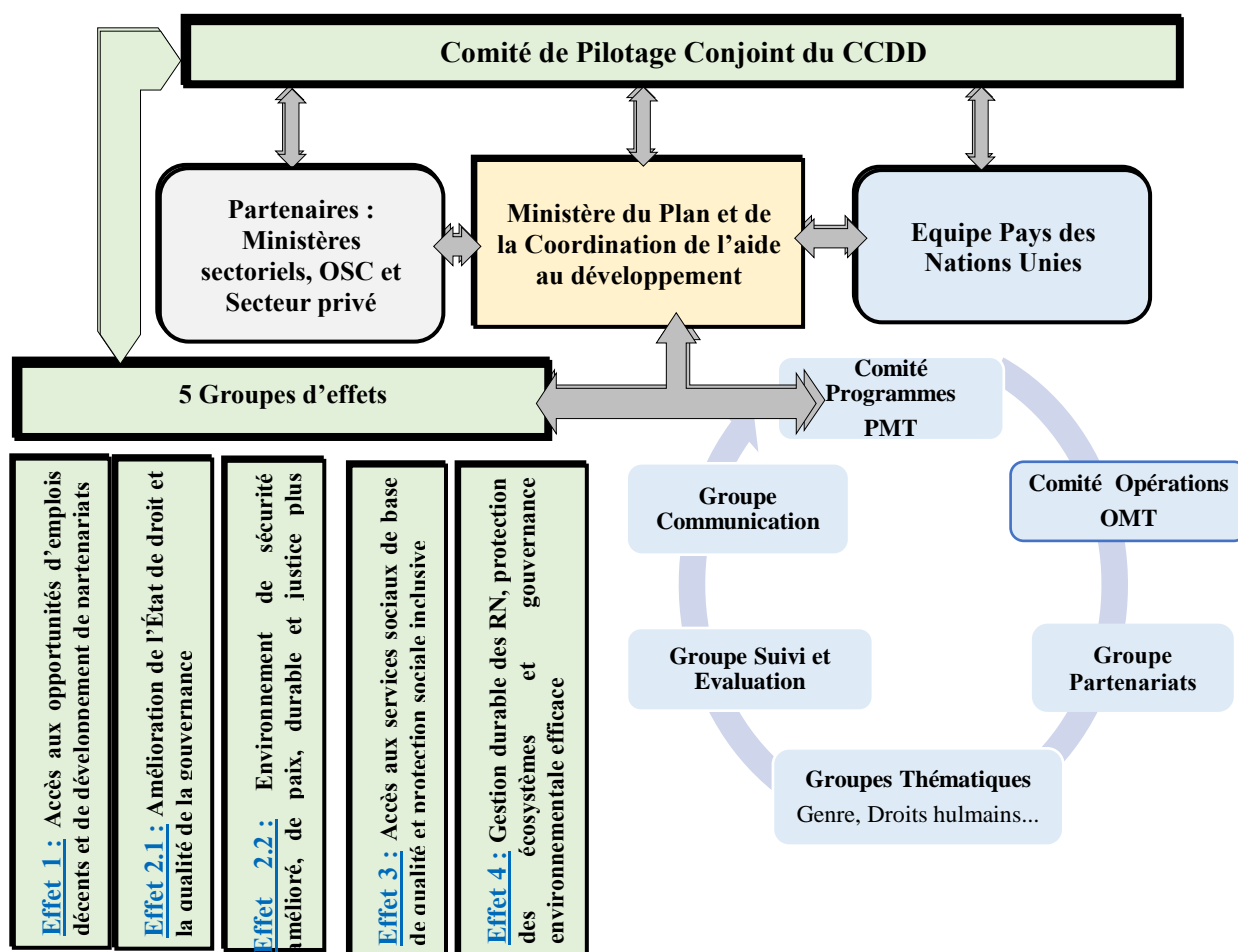 Comité de Pilotage Conjoint du CCDD
Partenaires :
Ministères
sectoriels, OSC et
Secteur privé
Ministère du Plan et de
la Coordination de l’aide
au développement
Equipe Pays des
Nations Unies
5 Groupes d’effets
Comité
Programmes
PMT
Comité Opérations
OMT
Groupe
Partenariats
Groupes Thématiques
Genre, Droits hulmains...
Groupe Suivi et
Evaluation
Groupe
Communication
Effet 1 : Accès aux opportunités d’emplois
décents et de dévelonnement de nartenariats
Effet 2.1 : Amélioration de l’État de droit et
la qualité de la gouvernance
Effet 2.2 : Environnement de sécurité
amélioré, de paix, durable et justice plus
Effet 3 : Accès aux services sociaux de base
de qualité et protection sociale inclusive
Effet 4 : Gestion durable des RN, protection
des écosystèmes et gouvernance
environnementale efficace